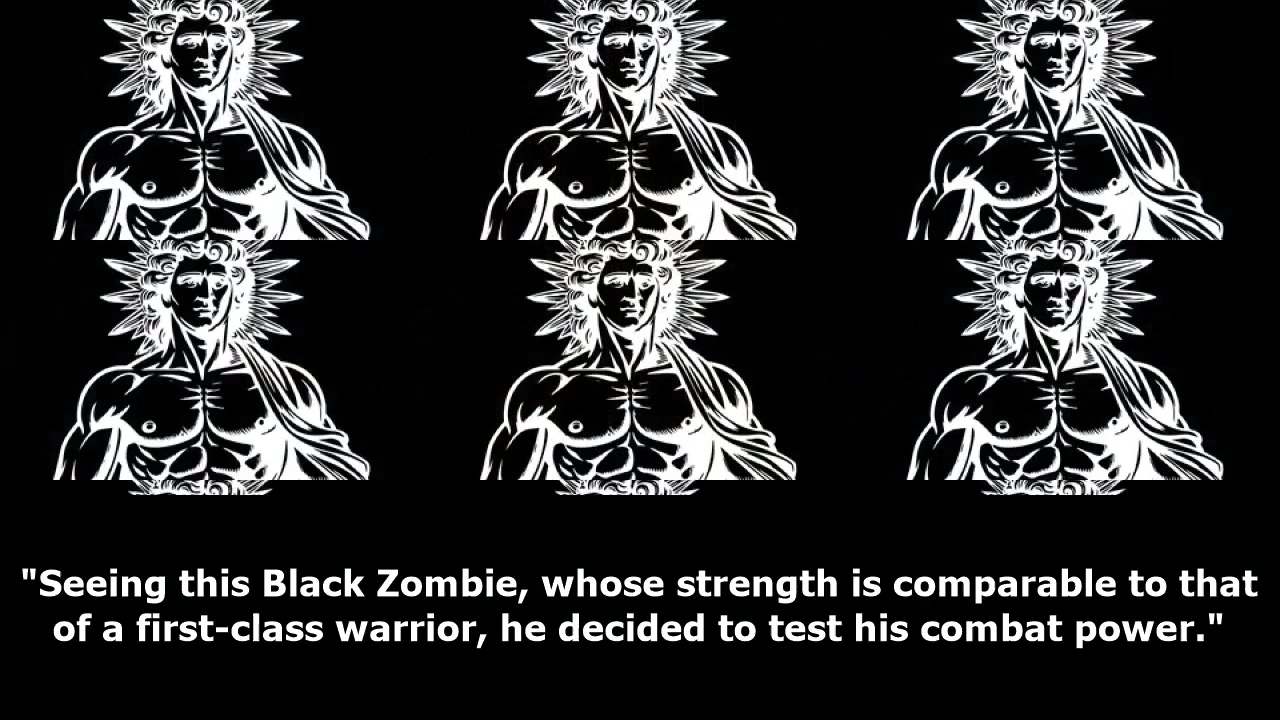 "Seeing this Black Zombie, whose strength is comparable to that
of a first-class warrior, he decided to test his combat power."